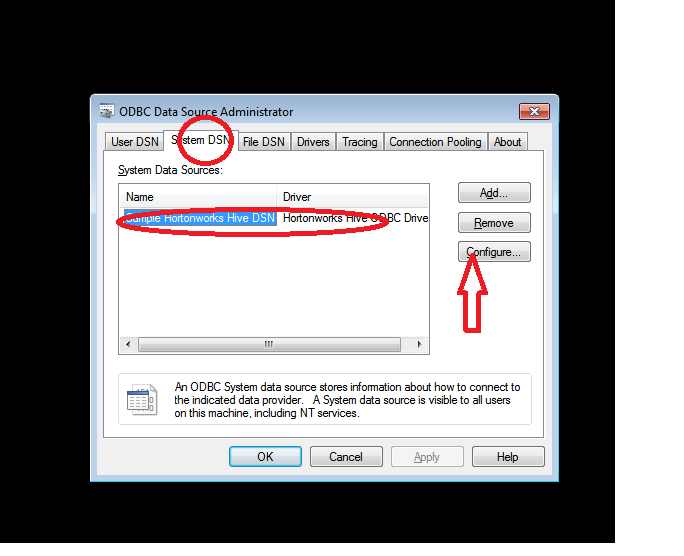 ODBC Data Source Administrator
User DSN System DSN File DSN Drivers Tracing Connection Pooling About
System Data Sources:
Name Driver
Sample Hortonworks Hive DSN Hortonworks Hive ODBC Drive
Add...
Remove
Configure...
An ODBC System data source stores information about how to connect to
the indicated data provider. A System data source is visible to all users
on this machine, including NT services.
OK Cancel Apply Help